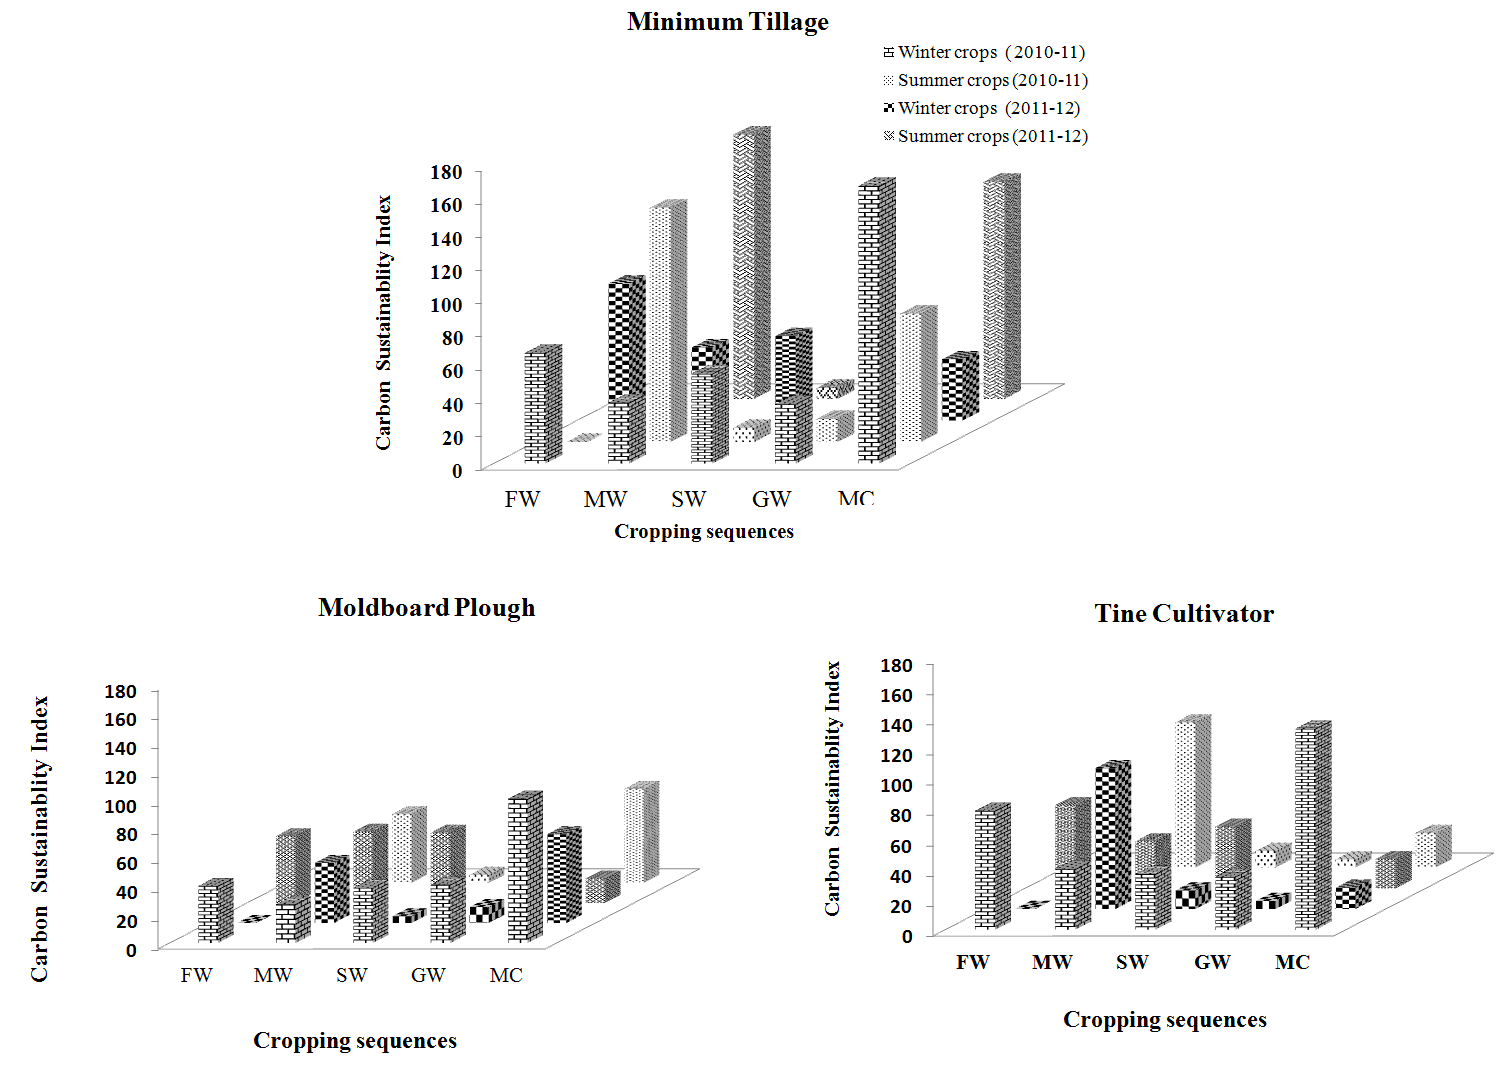 Minimum Tillage
Winter crops ( 2010-11)
Summer crops (2010-11)
Winter crops (2011-12)
Summer crops (2011-12)
Carbon Sustainablity Index
180
160
140
120
100
80
60
40
20
0
FW MW SW GW MC
Cropping sequences
Moldboard Plough
Carbon Sustainablity Index
180
160
140
120
100
80
60
40
20
0
FW MW SW GW MC
Cropping sequences
Tine Cultivator
Carbon Sustainablity Index
180
160
140
120
100
80
60
40
20
0
FW MW SW GW MC
Cropping sequences